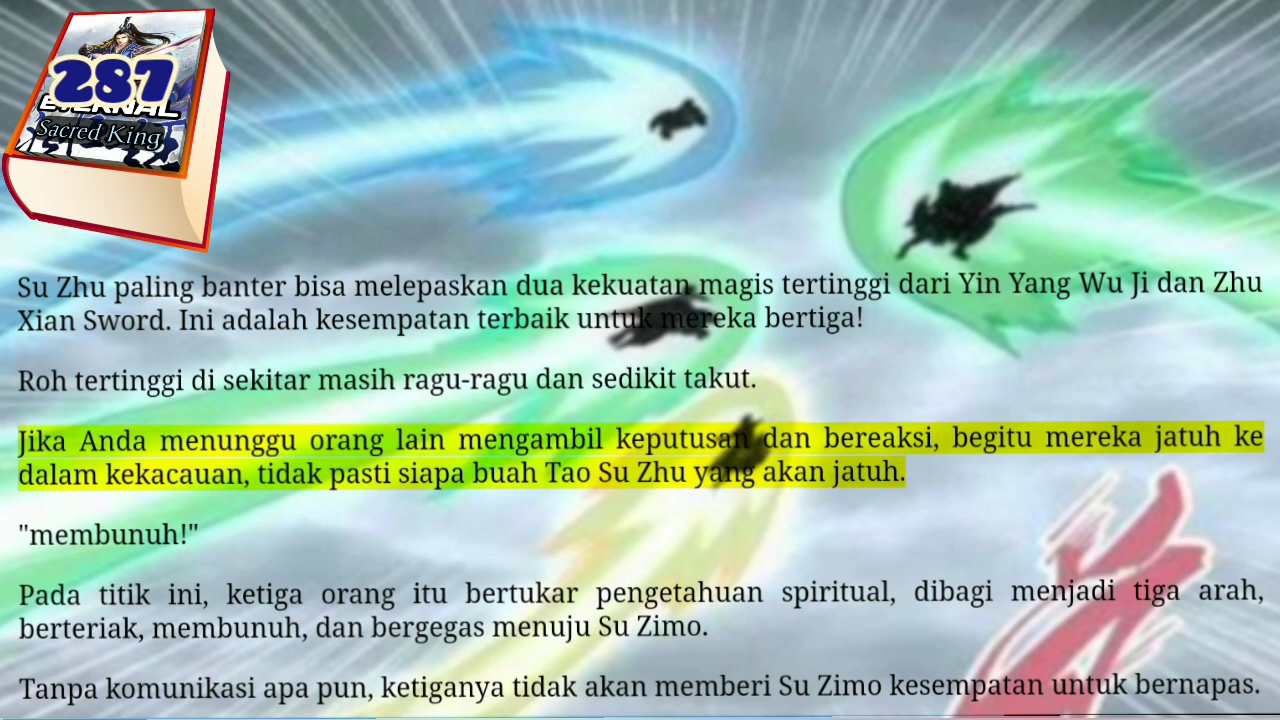 287
ETERNAL
Sacred King
Su Zhu paling banter bisa melepaskan dua kekuatan magis tertinggi dari Yin Yang Wu Ji dan Zhu
Xian Sword. Ini adalah kesempatan terbaik untuk mereka bertiga!
Roh tertinggi di sekitar masih ragu-ragu dan sedikit takut.
Jika Anda menunggu orang lain mengambil keputusan dan bereaksi, begitu mereka jatuh ke
dalam kekacauan, tidak pasti siapa buah Tao Su Zhu yang akan jatuh.
"membunuh!"
Pada titik ini, ketiga orang itu bertukar pengetahuan spiritual, dibagi menjadi tiga arah,
berteriak, membunuh, dan bergegas menuju Su Zimo.
Tanpa komunikasi apa pun, ketiganya tidak akan memberi Su Zimo kesempatan untuk bernapas.